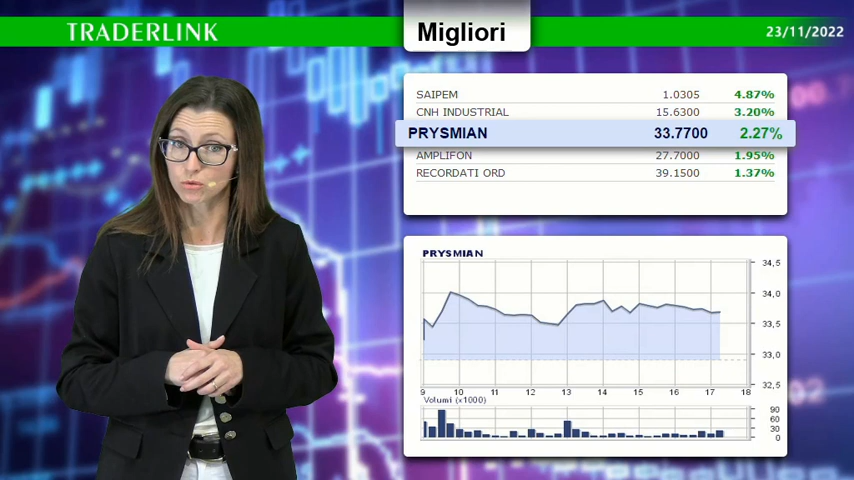 TRADERLINK
Migliori
23/11/2022
SAIPEM 1.0305 4.87%
CNH INDUSTRIAL 15.6300 3.20%
PRYSMIAN 33.7700 2.27%
AMPLIFON 27.7000 1.95%
RECORDATI ORD 39.1500 1.37%
PRYSMIAN
34,5
34,0
33,5
33,0
32,5
9 10 11 12 13 14 15 16 17 18
Volumi (x1000)
90
60
30
0